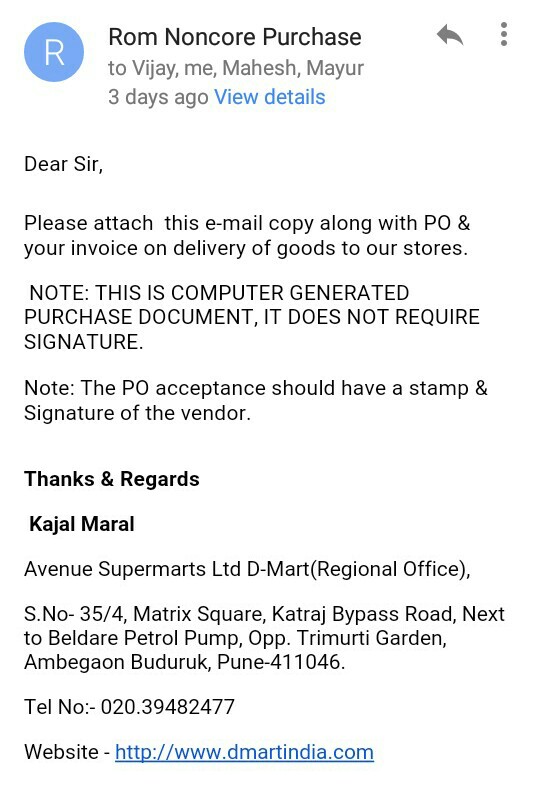 R
Rom Noncore Purchase
to Vijay, me, Mahesh, Mayur
3 days ago View details
Dear Sir,
Please attach  this e-mail copy along with PO &
your invoice on delivery of goods to our stores.
NOTE: THIS IS COMPUTER GENERATED
PURCHASE DOCUMENT, IT DOES NOT REQUIRE
SIGNATURE.
Note: The PO acceptance should have a stamp &
Signature of the vendor.
Thanks & Regards
Kajal Maral
Avenue Supermarts Ltd D-Mart(Regional Office),
S.No- 35/4, Matrix Square, Katraj Bypass Road, Next
to Beldare Petrol Pump, Opp. Trimurti Garden,
Ambegaon Buduruk, Pune-411046.
Tel No:- 020.39482477
Website - http://www.dmartindia.com